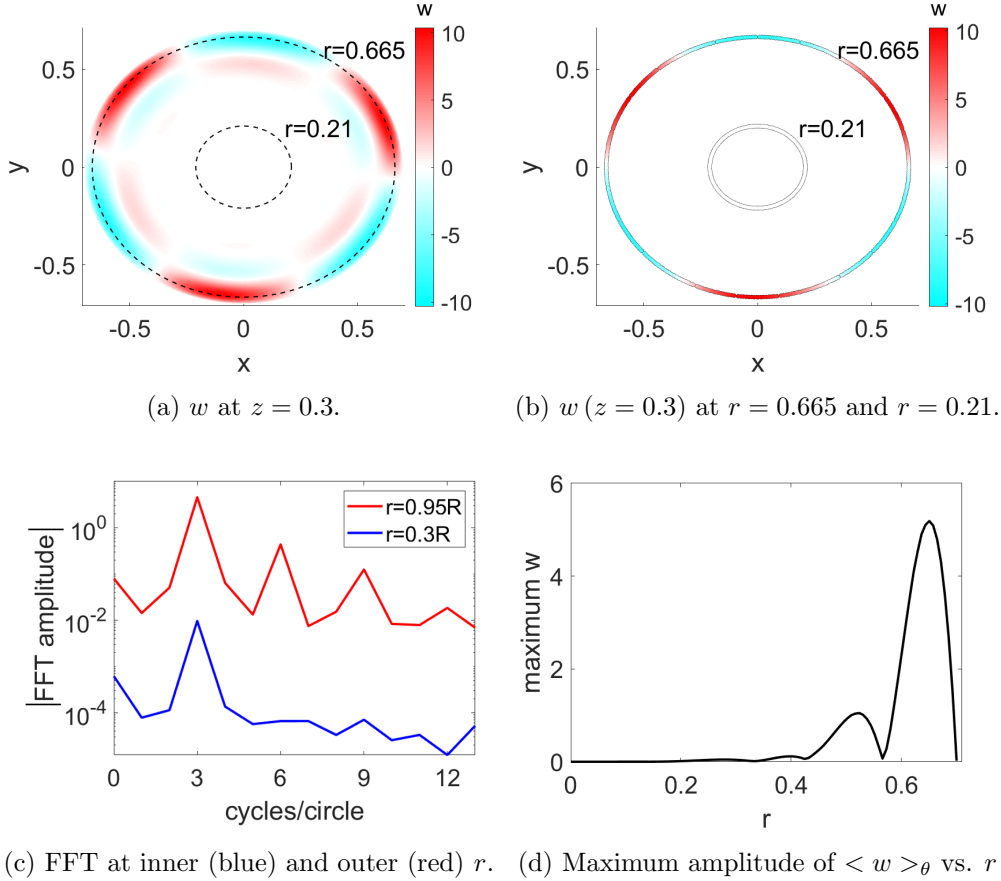 w
10
5
0
-5
-10
r=0.665
r=0.21
0.5
0
-0.5
y
-0.5
0
0.5
x
(a) w at z = 0.3.
w
10
5
0
-5
-10
r=0.665
r=0.21
0.5
0
-0.5
y
-0.5
0
0.5
x
(b) w (z = 0.3) at r = 0.665 and r = 0.21.
r=0.95R
r=0.3R
10^0
10^-2
10^-4
|FFT amplitude|
0
3
6
9
12
cycles/circle
(c) FFT at inner (blue) and outer (red) r.
6
4
2
0
maximum w
0
0.2
0.4
0.6
r
(d) Maximum amplitude of < w >_θ vs. r